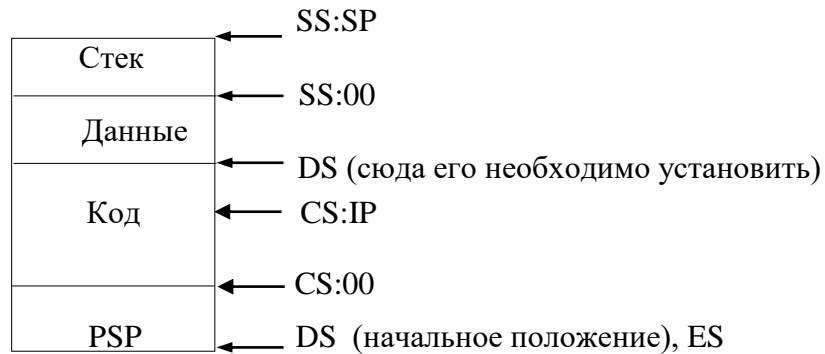 SS:SP
Стек
SS:00
Данные
DS (сюда его необходимо установить)
Код
CS:IP
CS:00
PSP
DS (начальное положение), ES